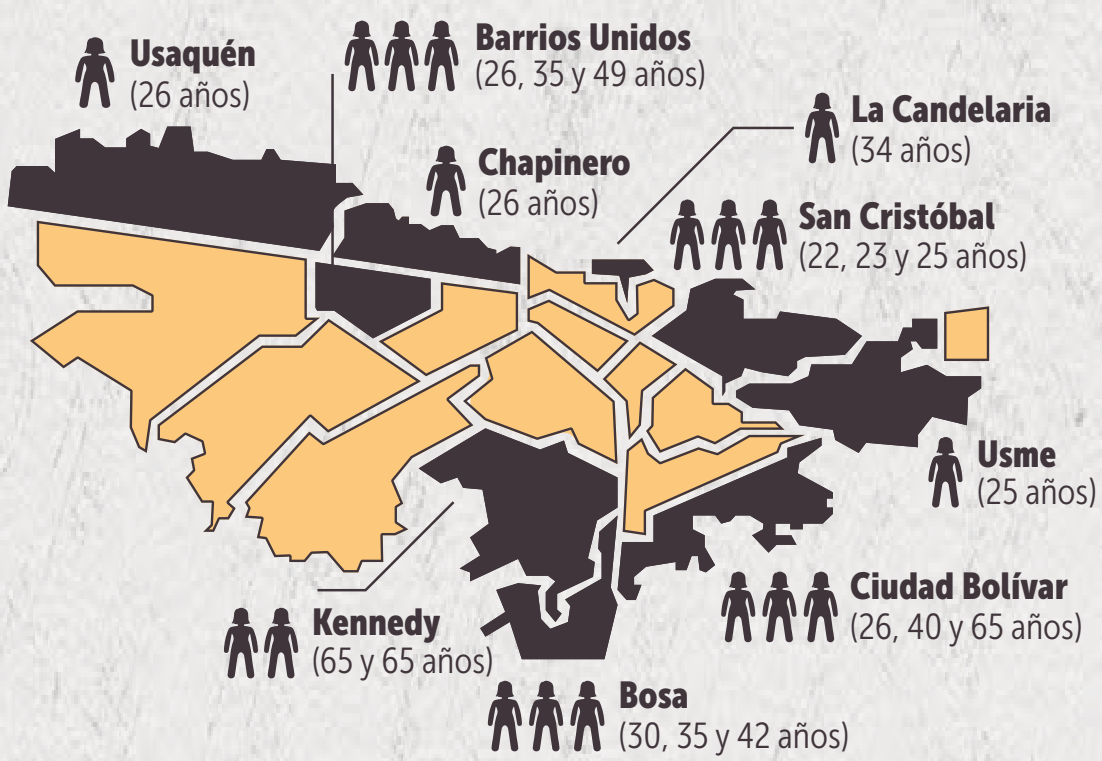 Usaquén
(26 años)
Barrios Unidos
(26, 35 y 49 años)
La Candelaria
(34 años)
Chapinero
(26 años)
San Cristóbal
(22, 23 y 25 años)
Usme
(25 años)
Ciudad Bolívar
(26, 40 y 65 años)
Kennedy
(65 y 65 años)
Bosa
(30, 35 y 42 años)